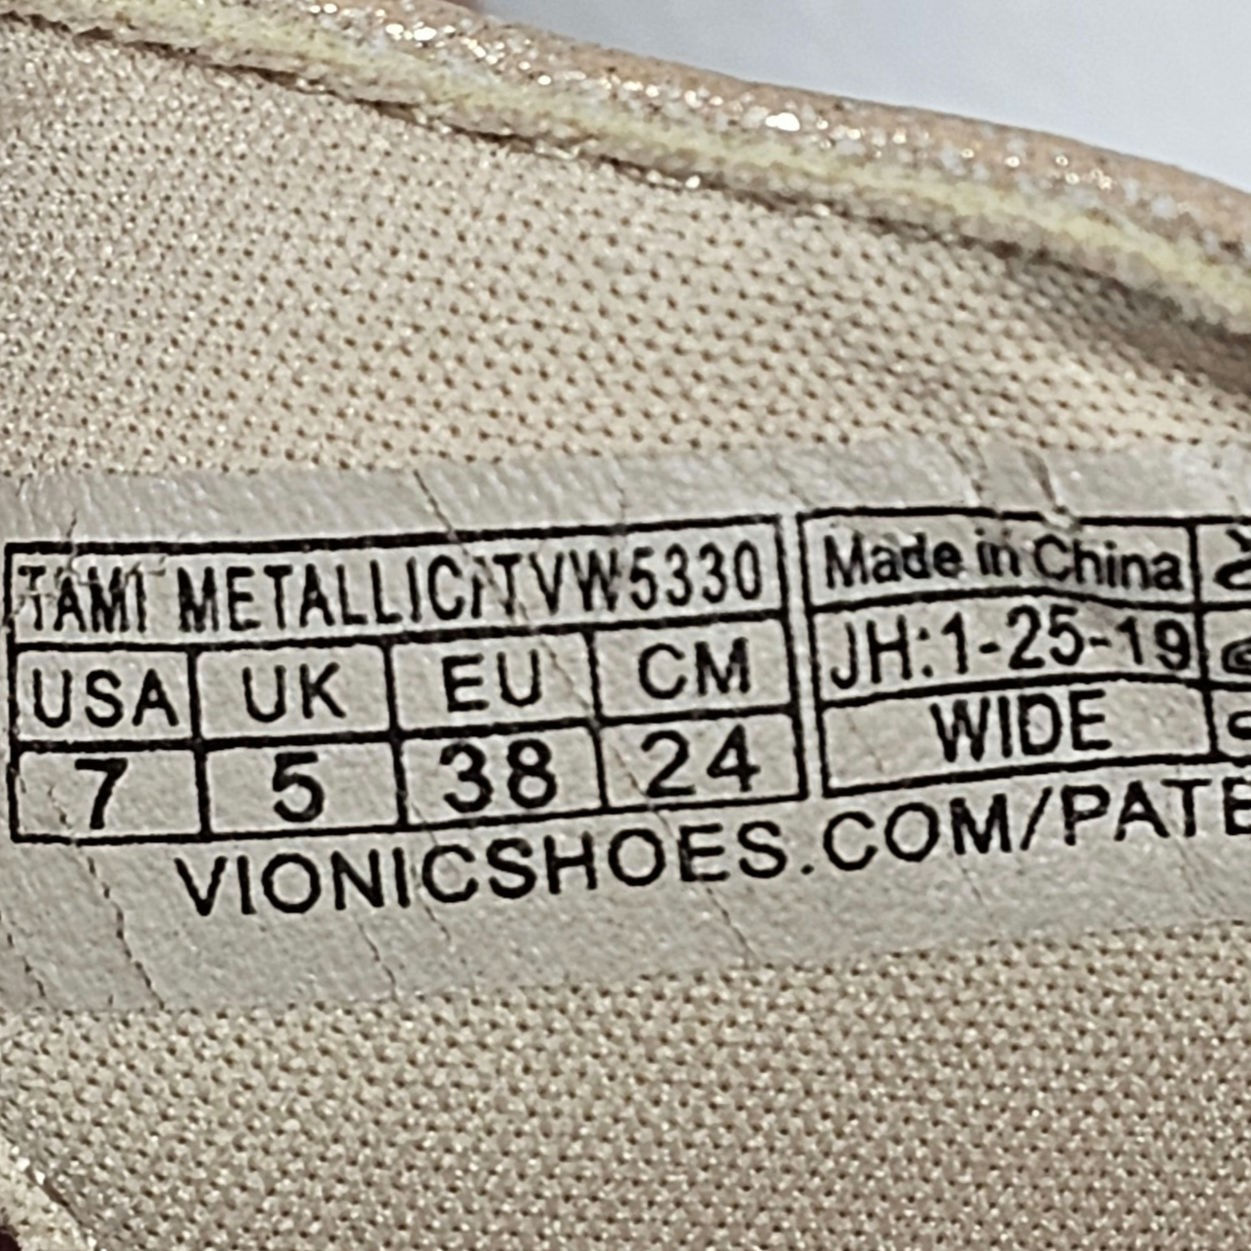 TAMI METALLIC/TVW5330
USA UK EU CM
7 5 38 24
Made in China
JH:1-25-19
WIDE
VIONICSHOES.COM/PATE